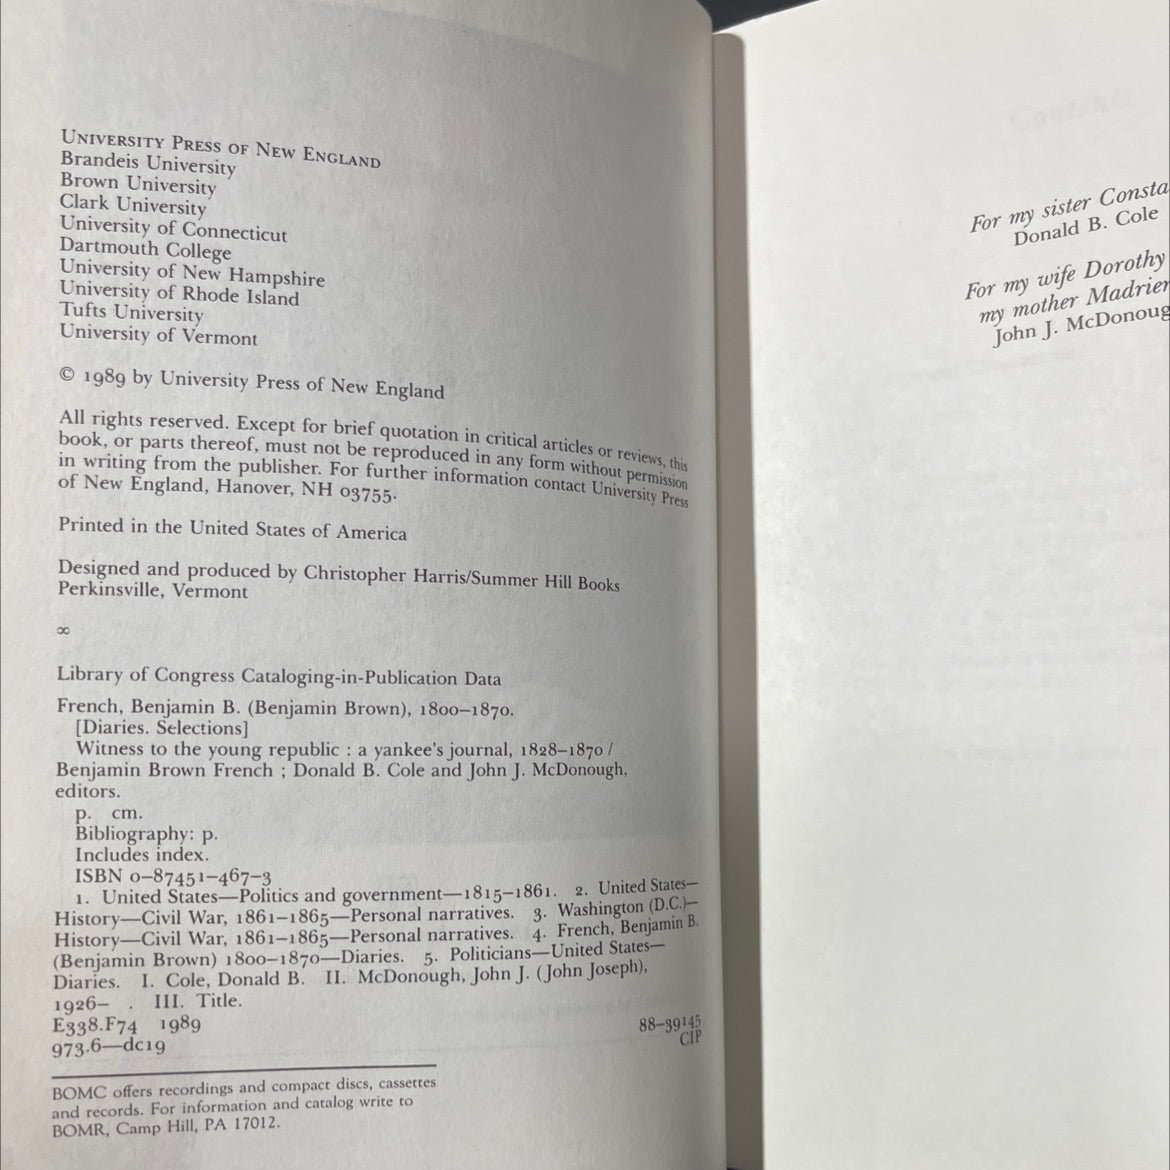 UNIVERSITY PRESS OF NEW ENGLAND
Brandeis University
Brown University
Clark University
University of Connecticut
Dartmouth College
University of New Hampshire
University of Rhode Island
Tufts University
University of Vermont
© 1989 by University Press of New England
All rights reserved. Except for brief quotation in critical articles or reviews, this
book, or parts thereof, must not be reproduced in any form without permission
in writing from the publisher. For further information contact University Press
of New England, Hanover, NH 03755.
Printed in the United States of America
Designed and produced by Christopher Harris/Summer Hill Books
Perkinsville, Vermont
∞
Library of Congress Cataloging-in-Publication Data
French, Benjamin B. (Benjamin Brown), 1800–1870.
[Diaries. Selections]
Witness to the young republic : a yankee's journal, 1828–1870 /
Benjamin Brown French ; Donald B. Cole and John J. McDonough,
editors.
p. cm.
Bibliography: p.
Includes index.
ISBN 0–87451–467–3
1. United States—Politics and government—1815–1861. 2. United States—
History—Civil War, 1861–1865—Personal narratives. 3. Washington (D.C.)—
History—Civil War, 1861–1865—Personal narratives. 4. French, Benjamin B.
(Benjamin Brown) 1800–1870—Diaries. 5. Politicians—United States—
Diaries. I. Cole, Donald B. II. McDonough, John J. (John Joseph),
1926– . III. Title.
E338.F74 1989
88–39145
973.6—dc19
CIP
BOMC offers recordings and compact discs, cassettes
and records. For information and catalog write to
BOMR, Camp Hill, PA 17012.
For my sister Consta
Donald B. Cole
For my wife Dorothy
my mother Madrien
John J. McDonoug